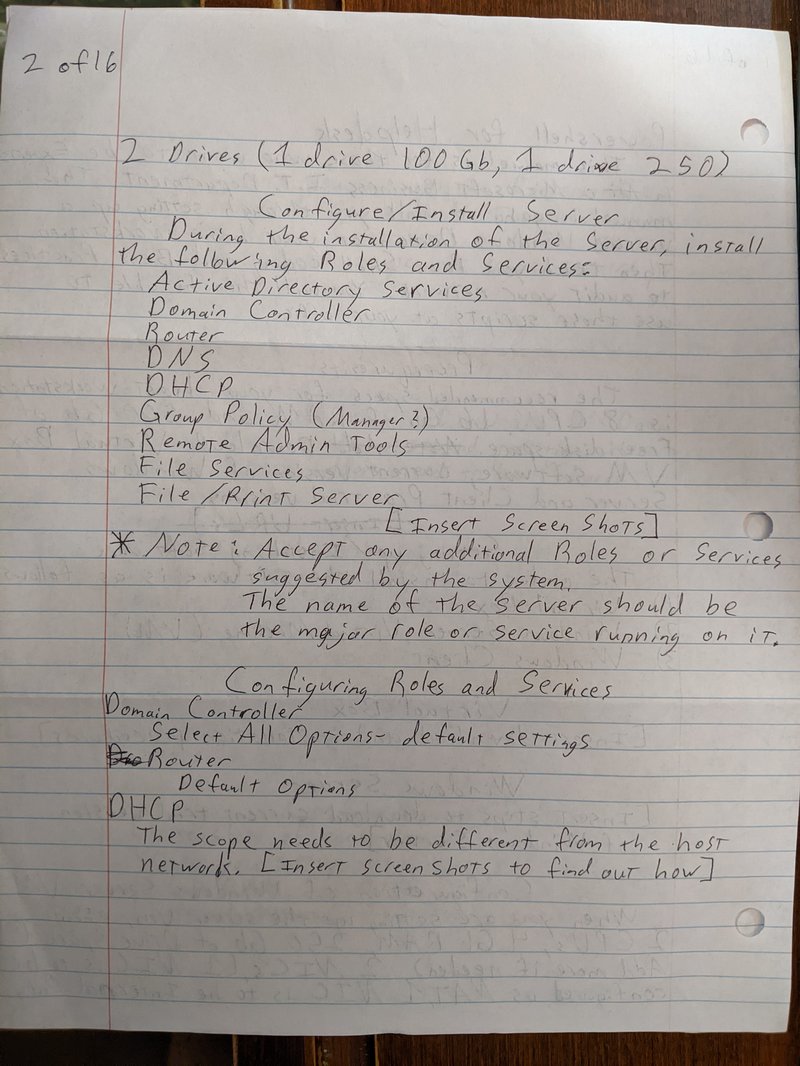 2 of 16
2 Drives (1 drive 100 Gb, 1 drive 250)
Configure/Install Server
During the installation of the Server, install
the following Roles and Services:
Active Directory Services
Domain Controller
Router
DNS
DHCP
Group Policy (Manager?)
Remote Admin Tools
File Services
File/Print Server
[Insert Screen Shots]
* Note: Accept any additional Roles or Services
suggested by the system.
The name of the server should be
the major role or service running on it.
Configuring Roles and Services
Domain Controller
Select All Options- default settings
Router
Default Options
DHCP
The scope needs to be different from the host
network. [Insert screen shots to find out how]